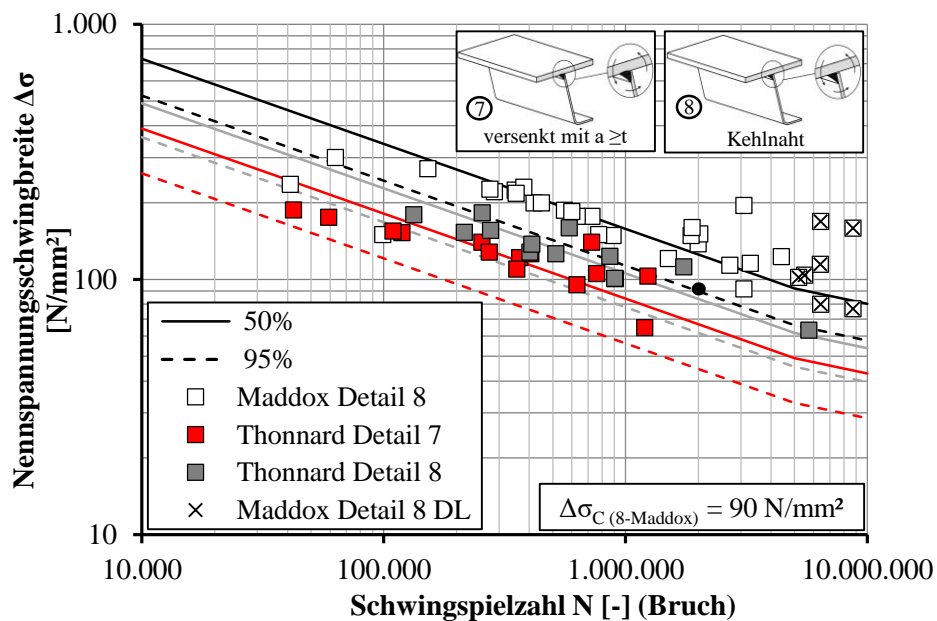 1.000
100
10
Nennspannungsschwingbreite Δσ
[N/mm²]
7
versenkt mit a ≥t
8
Kehlnaht
50%
95%
Maddox Detail 8
Thonnard Detail 7
Thonnard Detail 8
Maddox Detail 8 DL
ΔσC (8-Maddox) = 90 N/mm²
10.000
100.000
1.000.000
10.000.000
Schwingspielzahl N [-] (Bruch)